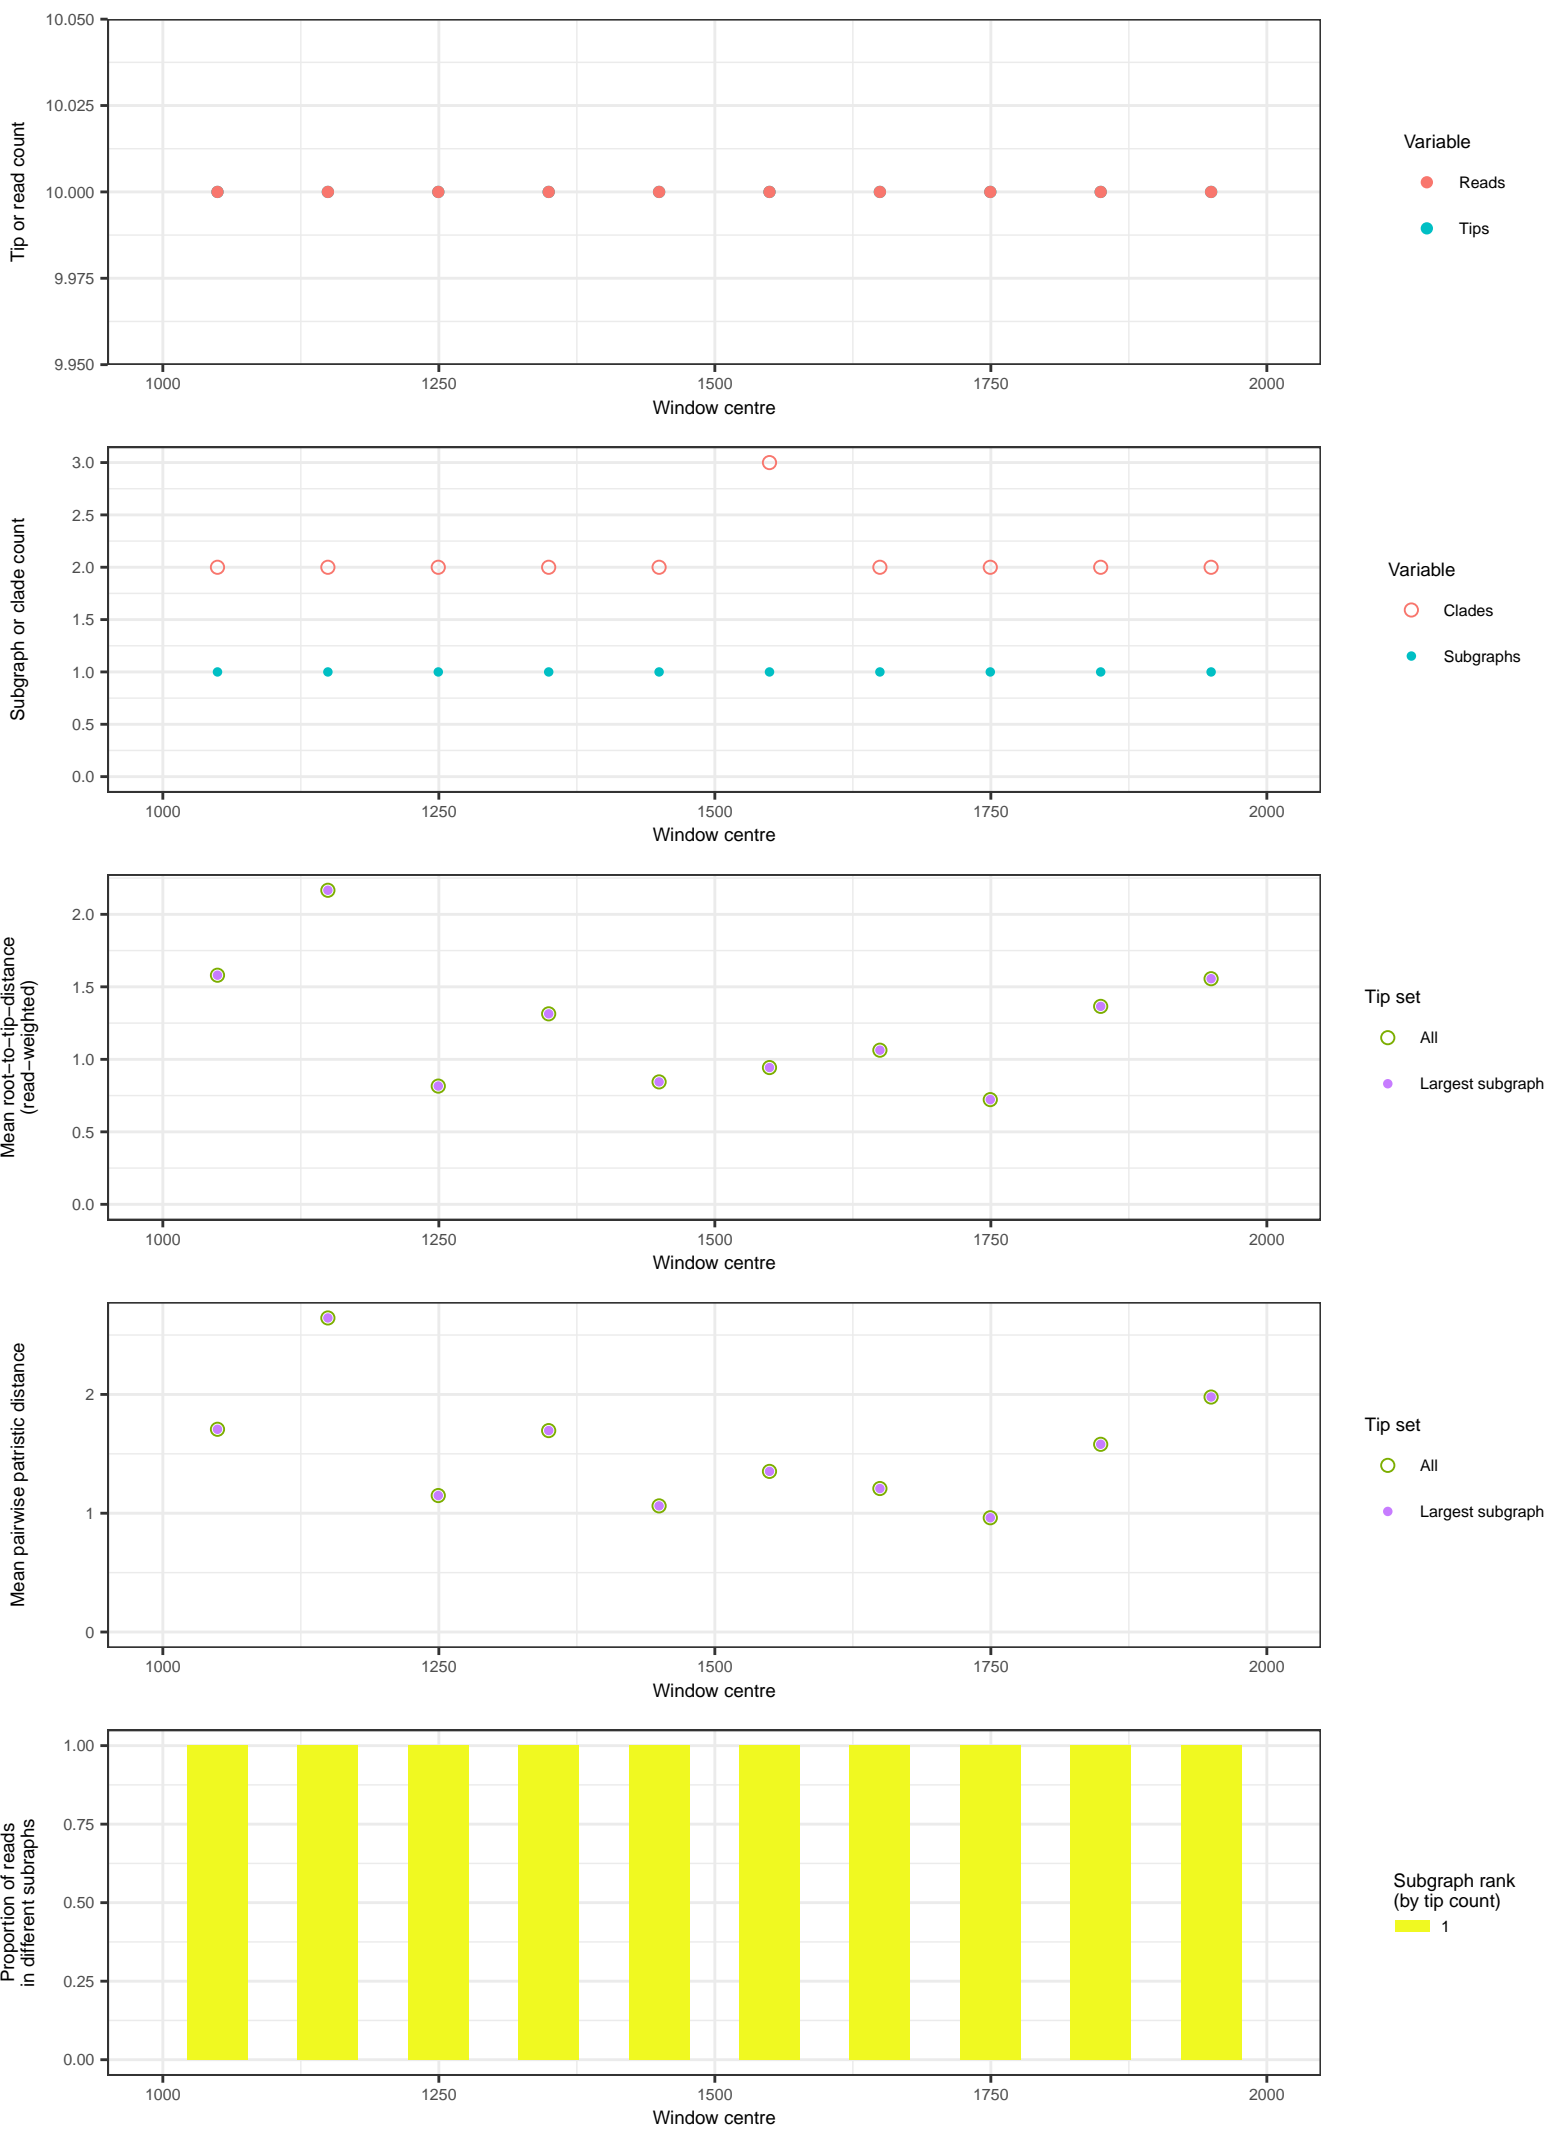 10.050
10.025
10.000
9.975
9.950
Tip or read count
1000 1250 1500 1750 2000
Window centre
Variable
Reads
Tips
3.0
2.5
2.0
1.5
1.0
0.5
0.0
Subgraph or clade count
1000 1250 1500 1750 2000
Window centre
Variable
Clades
Subgraphs
2.0
1.5
1.0
0.5
0.0
Mean root−to−tip−distance
(read−weighted)
1000 1250 1500 1750 2000
Window centre
Tip set
All
Largest subgraph
2
1
0
Mean pairwise patristic distance
1000 1250 1500 1750 2000
Window centre
Tip set
All
Largest subgraph
1.00
0.75
0.50
0.25
0.00
Proportion of reads
in different subraphs
1000 1250 1500 1750 2000
Window centre
Subgraph rank
(by tip count)
1